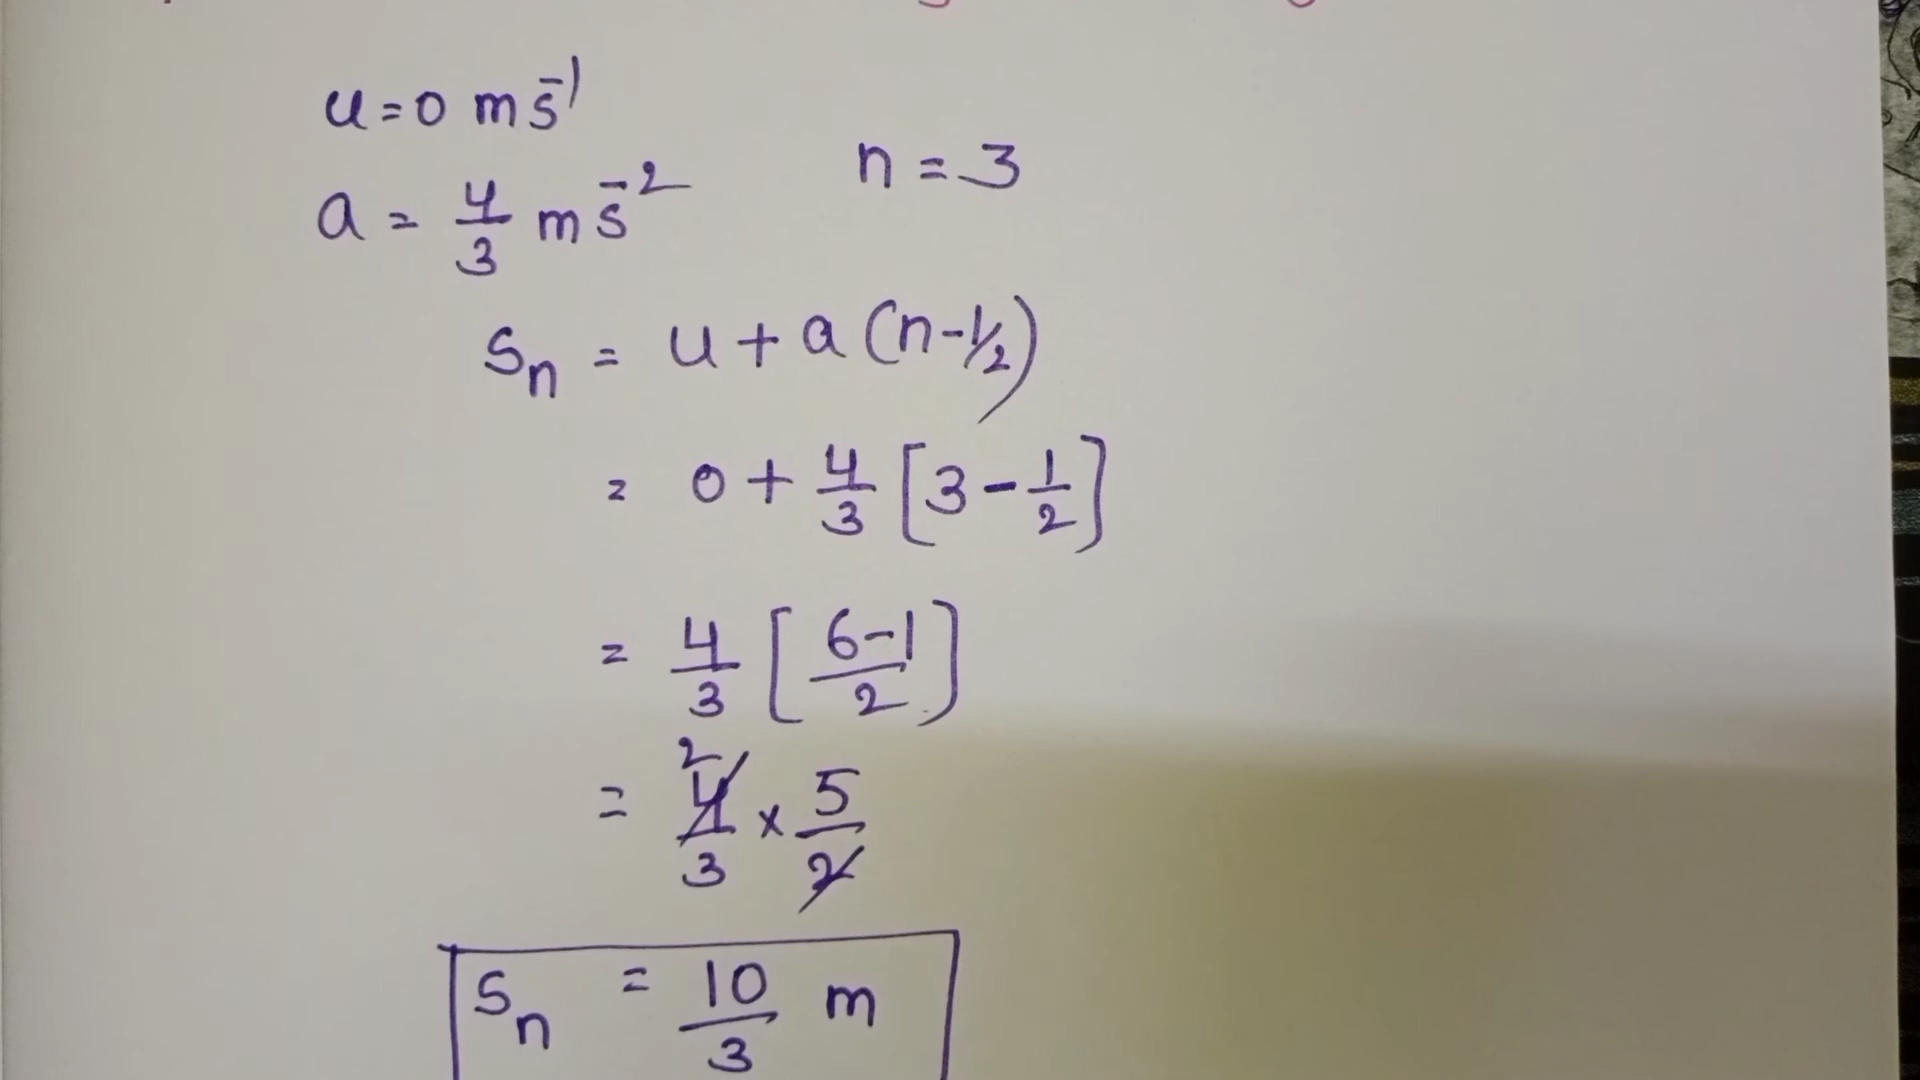 u = 0 ms⁻¹
a = 4/3 ms⁻² n = 3
Sn = u + a (n - 1/2)
= 0 + 4/3 [3 - 1/2]
= 4/3 [(6-1)/2]
= 2 4/3 × 5/2
Sn = 10/3 m